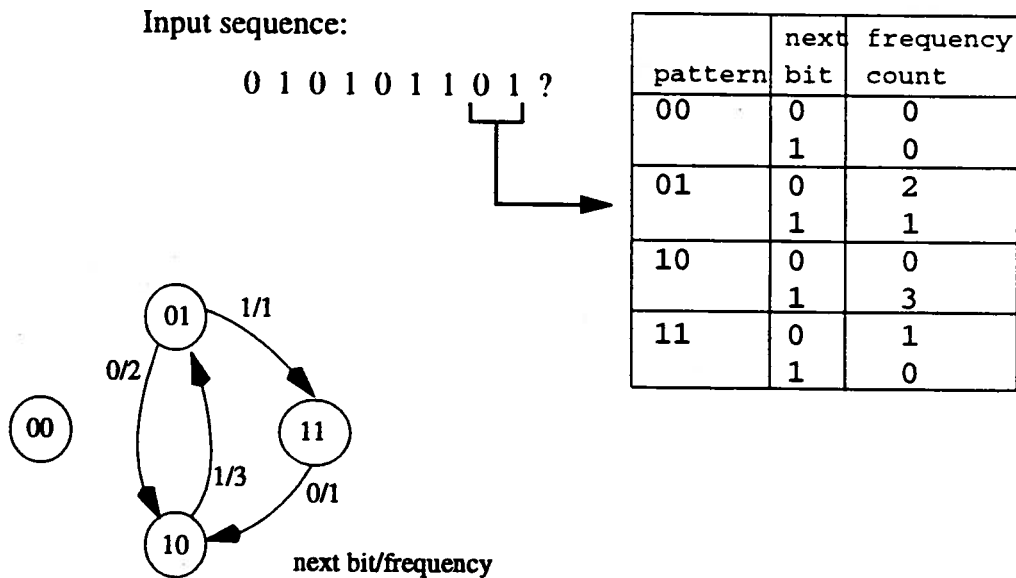 Input sequence:
0 1 0 1 0 1 1 0 1 ?
next frequency
pattern bit count
00 0 0
1 0
01 0 2
1 1
10 0 0
1 3
11 0 1
1 0
01
1/1
0/2
00
11
1/3
0/1
10
next bit/frequency